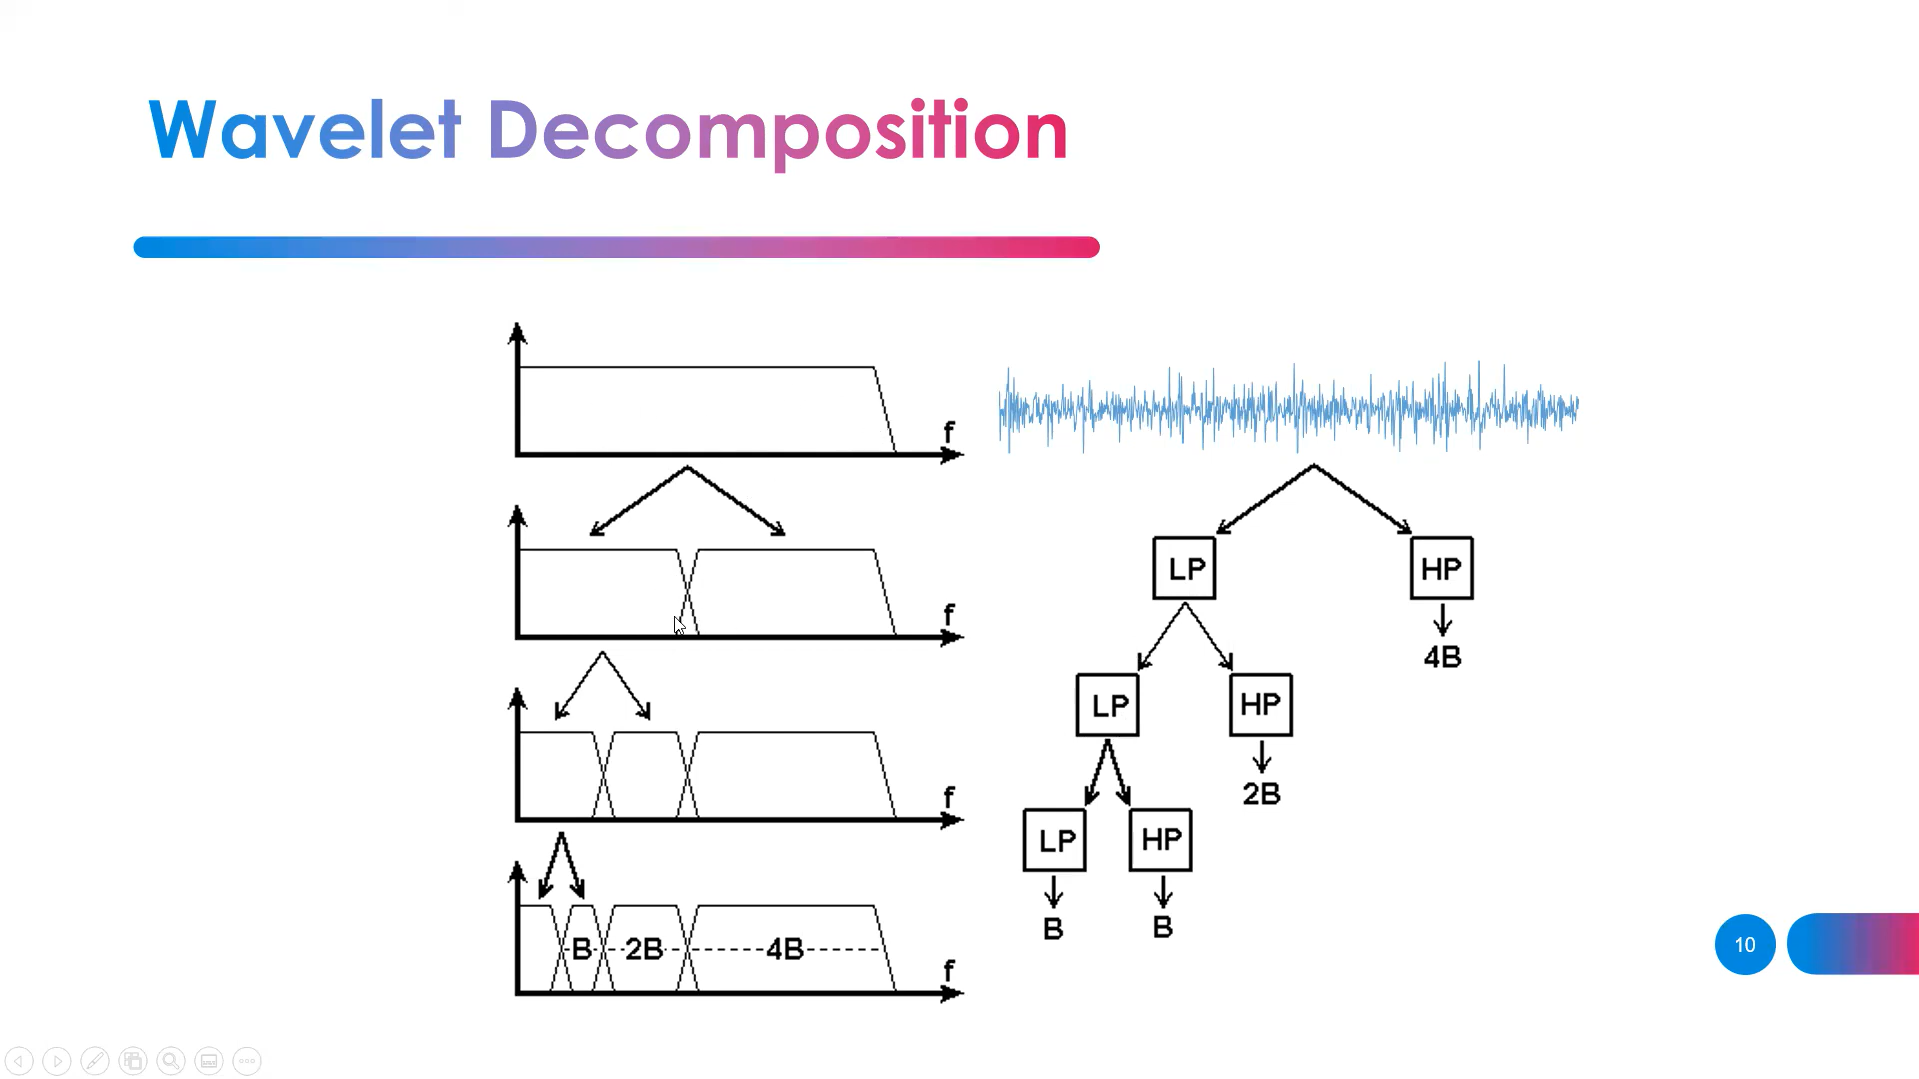 Wavelet Decomposition
f
f
LP HP
4B
f
LP HP
2B
LP HP
B B
B 2B 4B
f
10